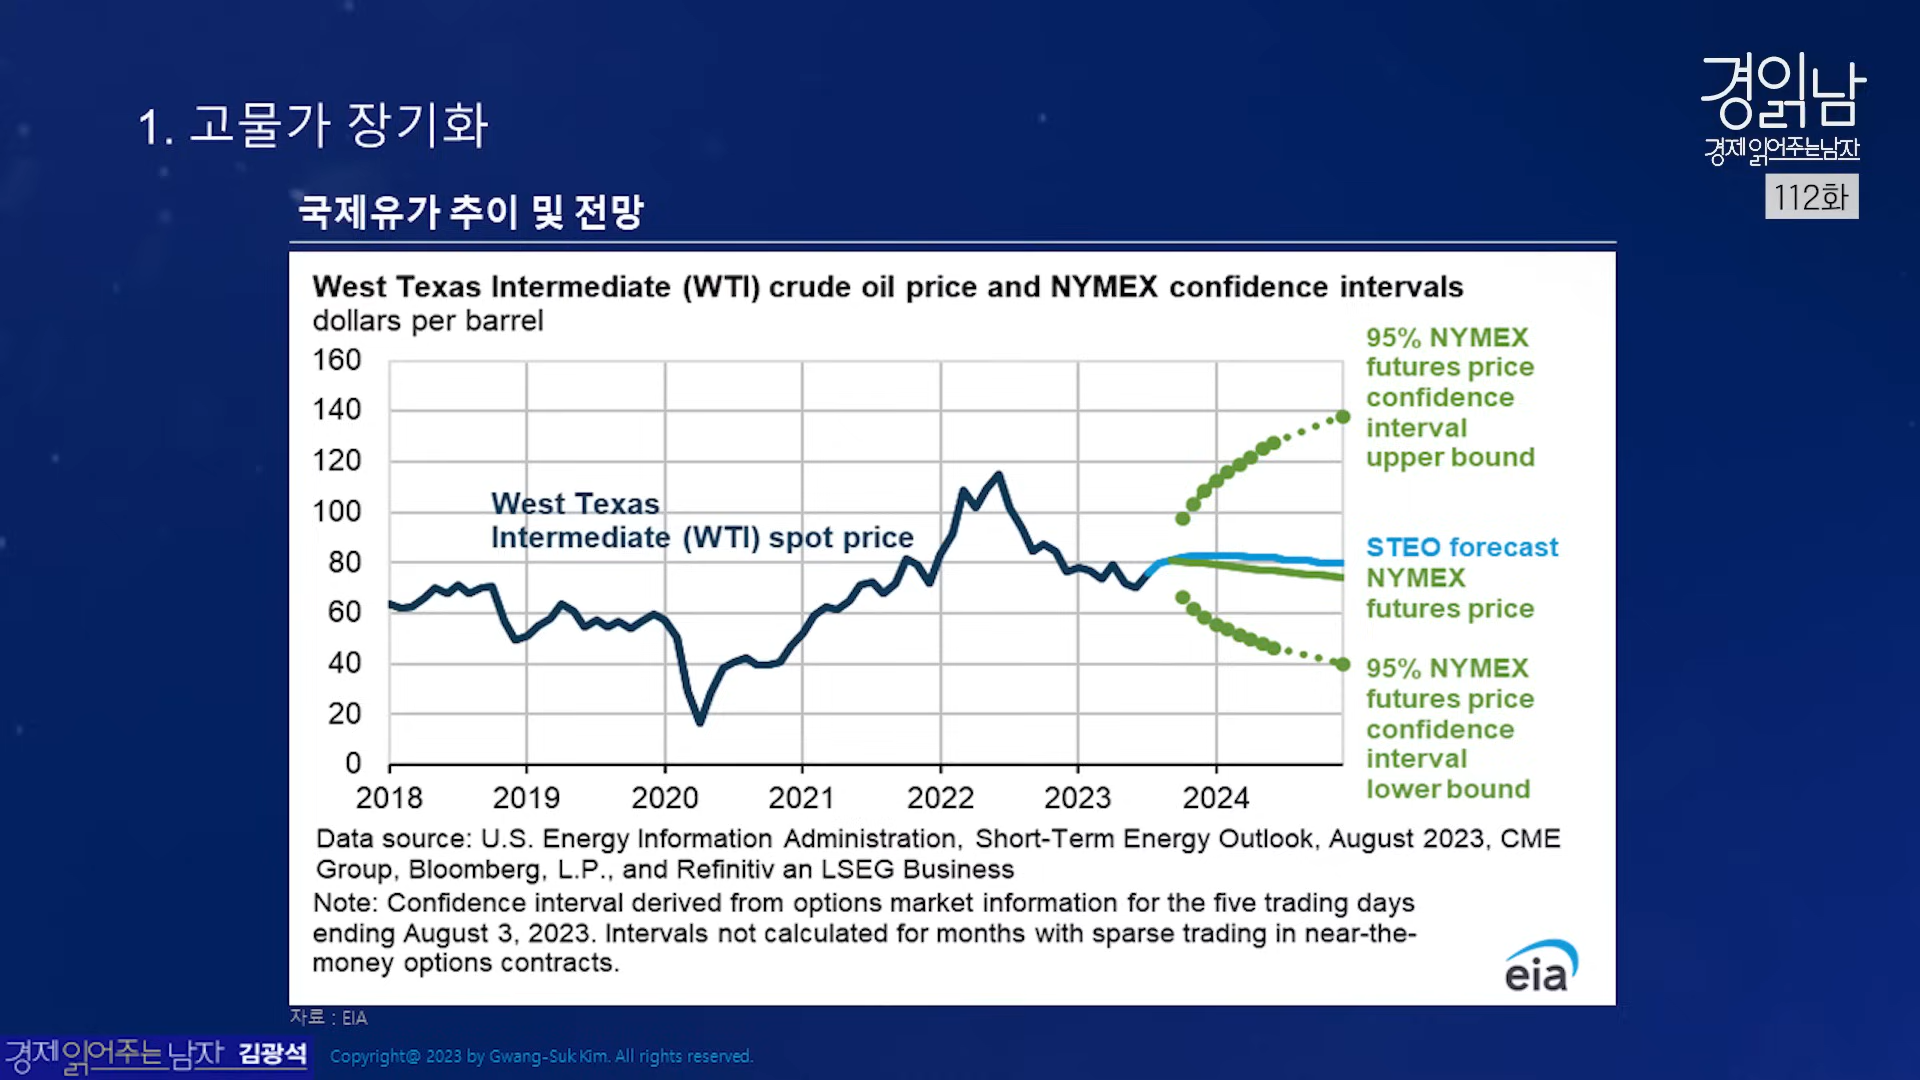 경읽남
경제 읽어주는남자
112화
1. 고물가 장기화
국제유가 추이 및 전망
West Texas Intermediate (WTI) crude oil price and NYMEX confidence intervals
dollars per barrel
160
140
120
100
80
60
40
20
0
West Texas
Intermediate (WTI) spot price
95% NYMEX
futures price
confidence
interval
upper bound
STEO forecast
NYMEX
futures price
95% NYMEX
futures price
confidence
interval
lower bound
2018 2019 2020 2021 2022 2023 2024
Data source: U.S. Energy Information Administration, Short-Term Energy Outlook, August 2023, CME
Group, Bloomberg, L.P., and Refinitiv an LSEG Business
Note: Confidence interval derived from options market information for the five trading days
ending August 3, 2023. Intervals not calculated for months with sparse trading in near-the-
money options contracts.
eia
자료 : EIA
경제 읽어주는 남자 김광석
Copyright@ 2023 by Gwang-Suk Kim. All rights reserved.